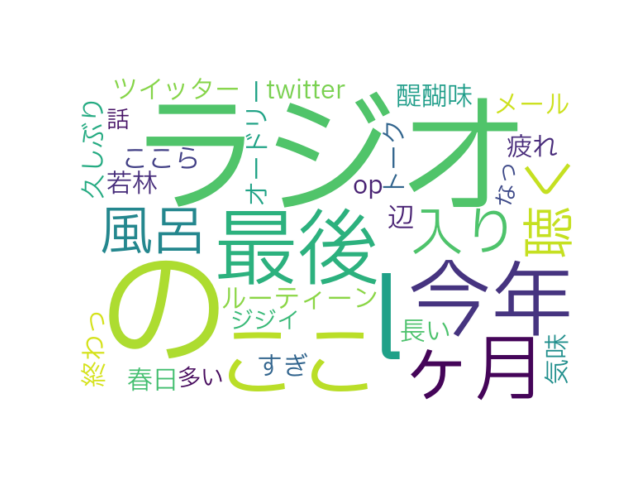 ツイッター
twitter
醍醐味
メール
久しぶり
話
ラジオ
オードリー
トーク
疲れ
ここら
若林
op
なっ
辺
風呂
最後
入り
聴く
の
し
今年
ルーティーン
ジジイ
長い
ここ
すぎ
ヶ月
気味
終わっ
春日
多い